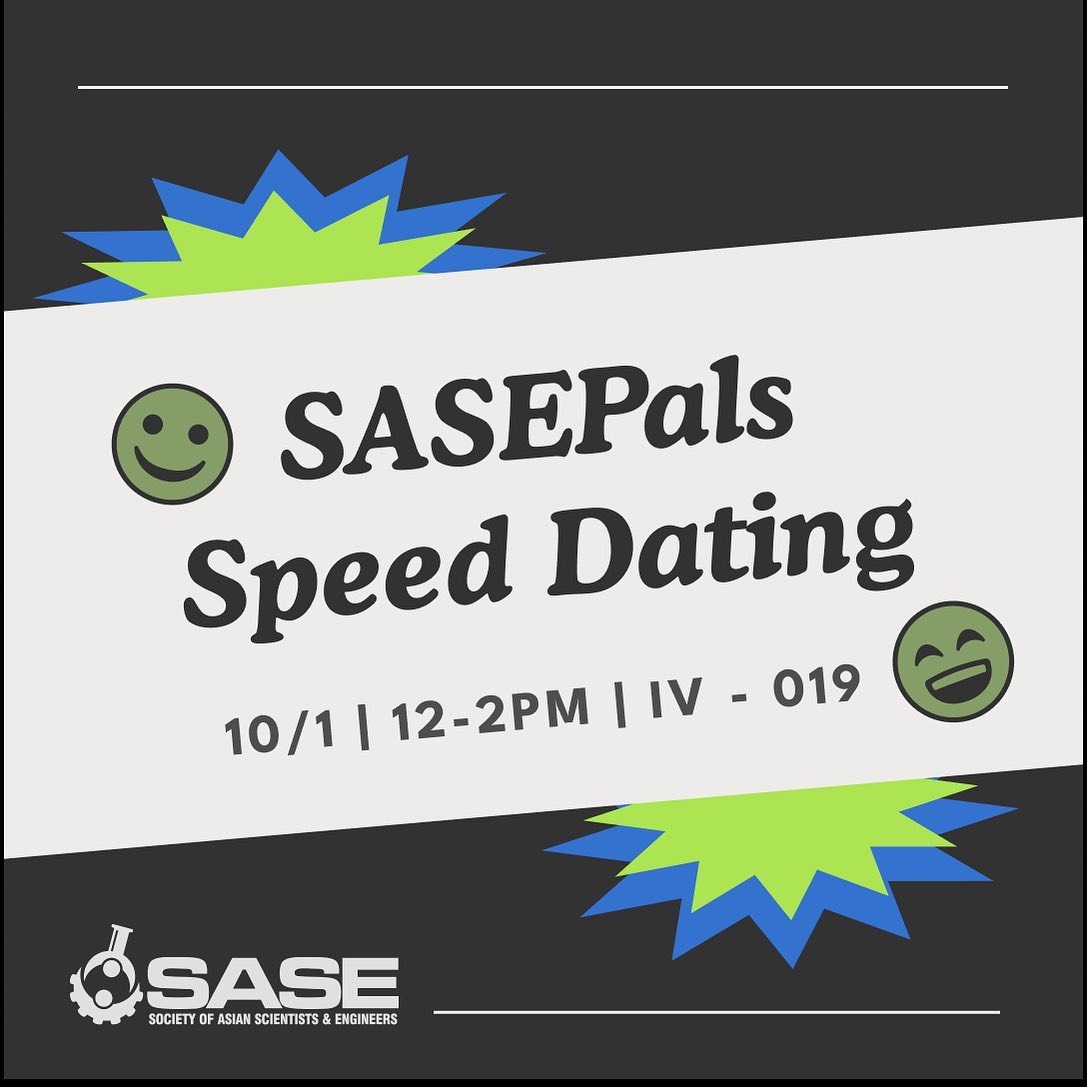 SASEPals
Speed Dating
10/1 | 12-2PM | IV - 019
SASE
SOCIETY OF ASIAN SCIENTISTS & ENGINEERS